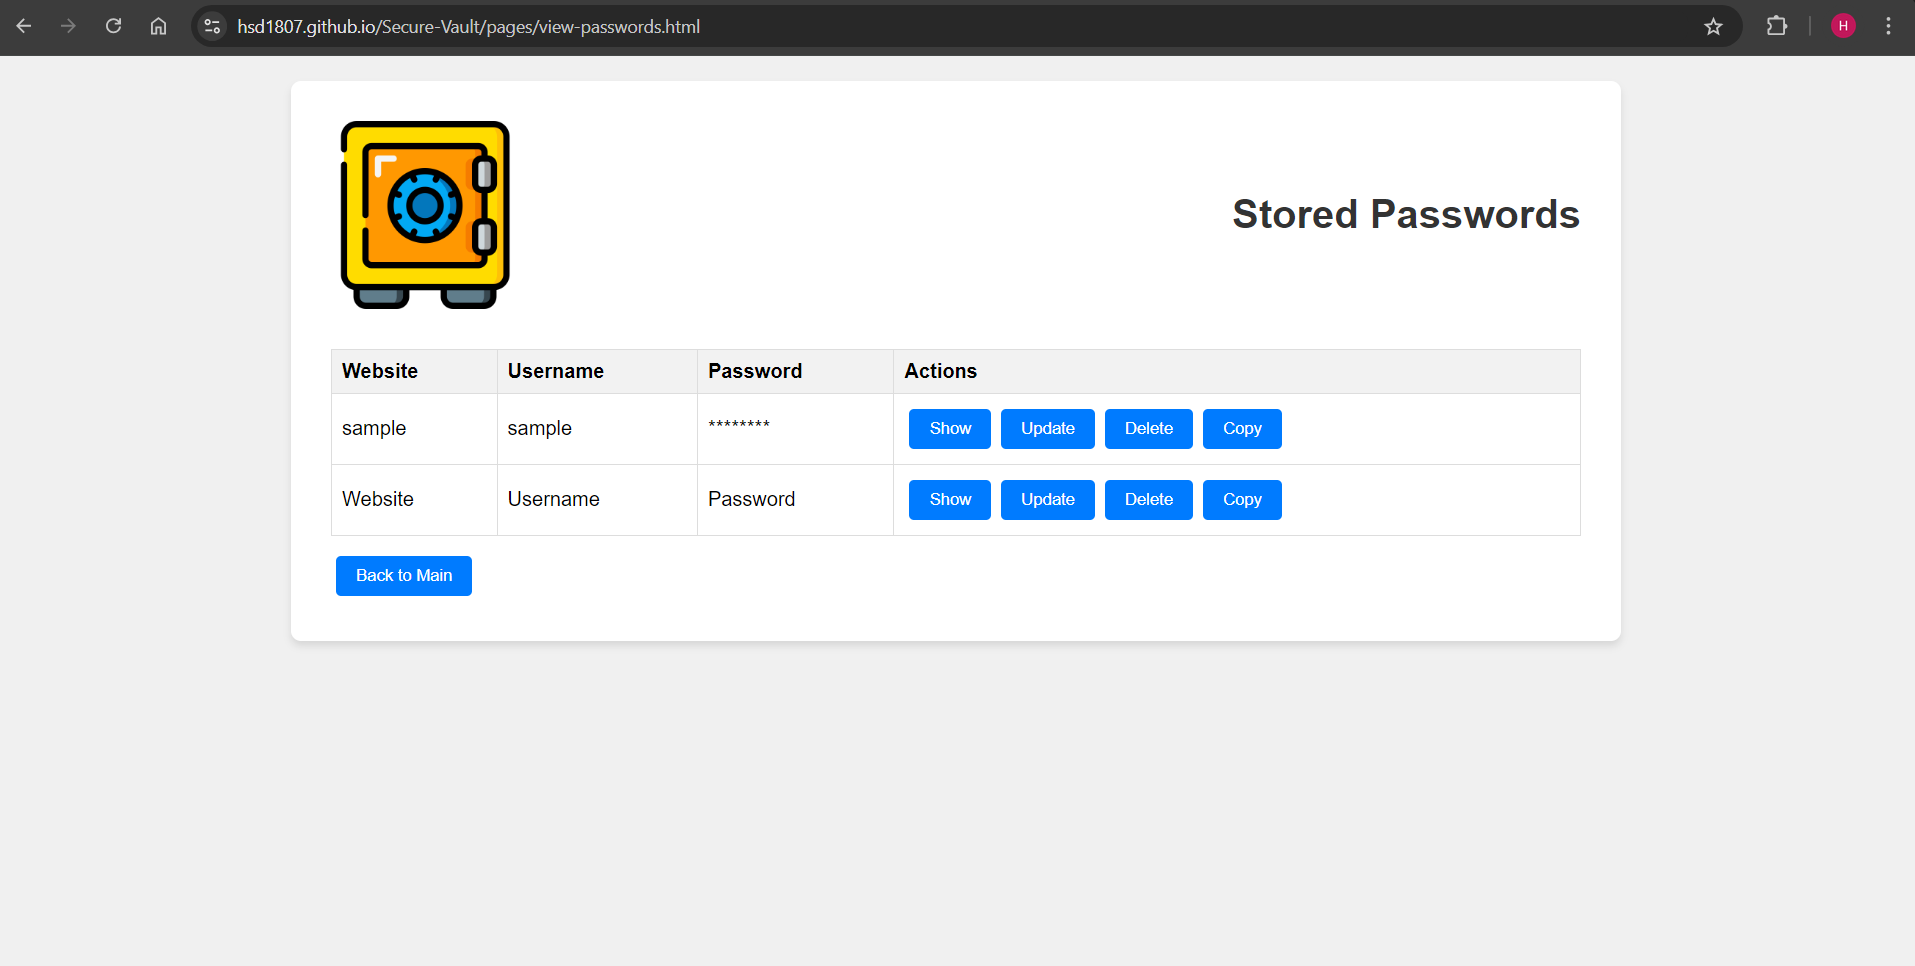 hsd1807.github.io/Secure-Vault/pages/view-passwords.html
H
Stored Passwords
Website Username Password Actions
sample sample ******** Show Update Delete Copy
Website Username Password Show Update Delete Copy
Back to Main